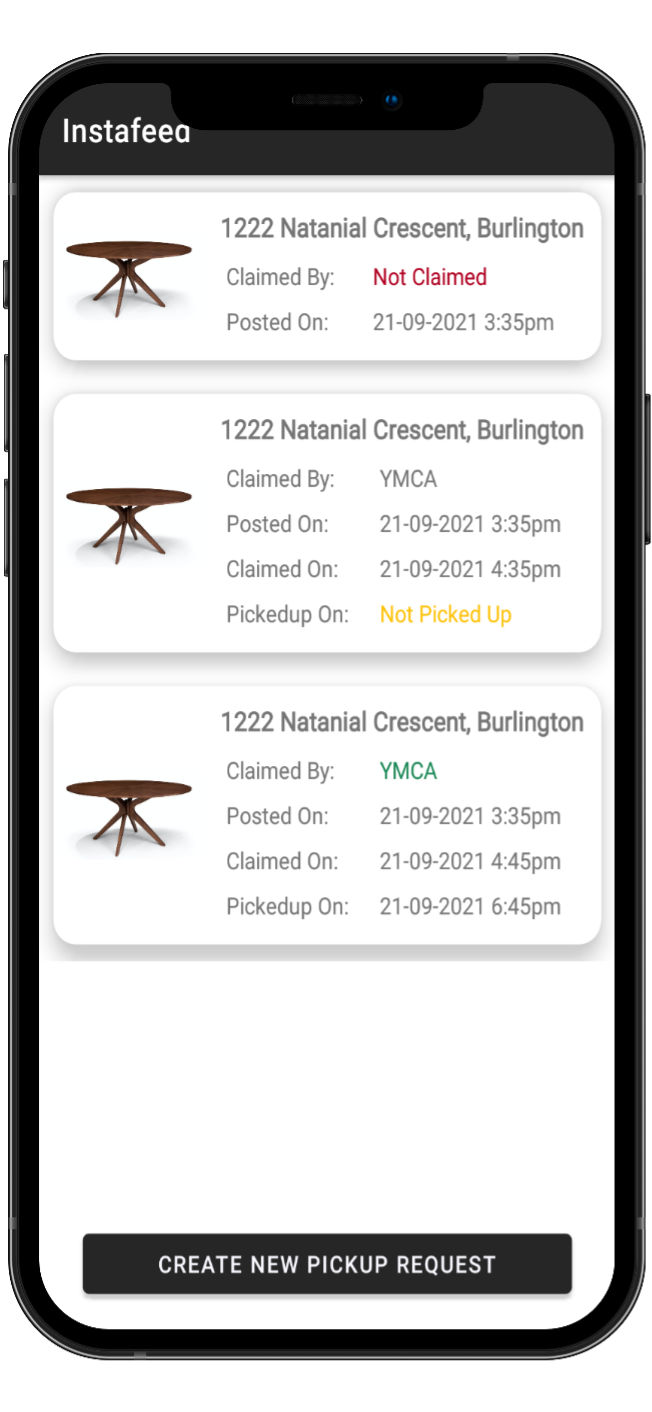 Instafeed
1222 Natanial Crescent, Burlington
Claimed By: Not Claimed
Posted On: 21-09-2021 3:35pm
1222 Natanial Crescent, Burlington
Claimed By: YMCA
Posted On: 21-09-2021 3:35pm
Claimed On: 21-09-2021 4:35pm
Pickedup On: Not Picked Up
1222 Natanial Crescent, Burlington
Claimed By: YMCA
Posted On: 21-09-2021 3:35pm
Claimed On: 21-09-2021 4:45pm
Pickedup On: 21-09-2021 6:45pm
CREATE NEW PICKUP REQUEST